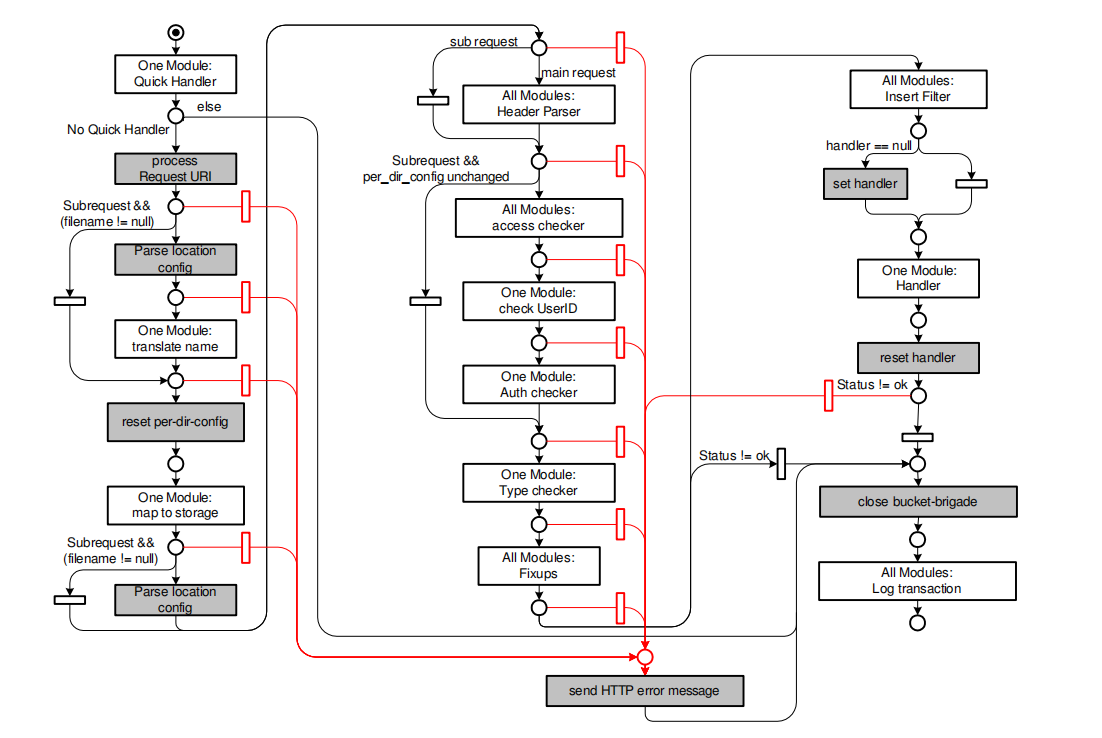 One Module:
Quick Handler
else
No Quick Handler
process
Request URI
Subrequest &&
(filename != null)
Parse location
config
One Module:
translate name
reset per-dir-config
One Module:
map to storage
Subrequest &&
(filename != null)
Parse location
config
sub request
main request
All Modules:
Header Parser
Subrequest &&
per_dir_config unchanged
All Modules:
access checker
One Module:
check UserID
One Module:
Auth checker
One Module:
Type checker
All Modules:
Fixups
send HTTP error message
All Modules:
Insert Filter
handler == null
set handler
One Module:
Handler
reset handler
Status != ok
Status != ok
close bucket-brigade
All Modules:
Log transaction